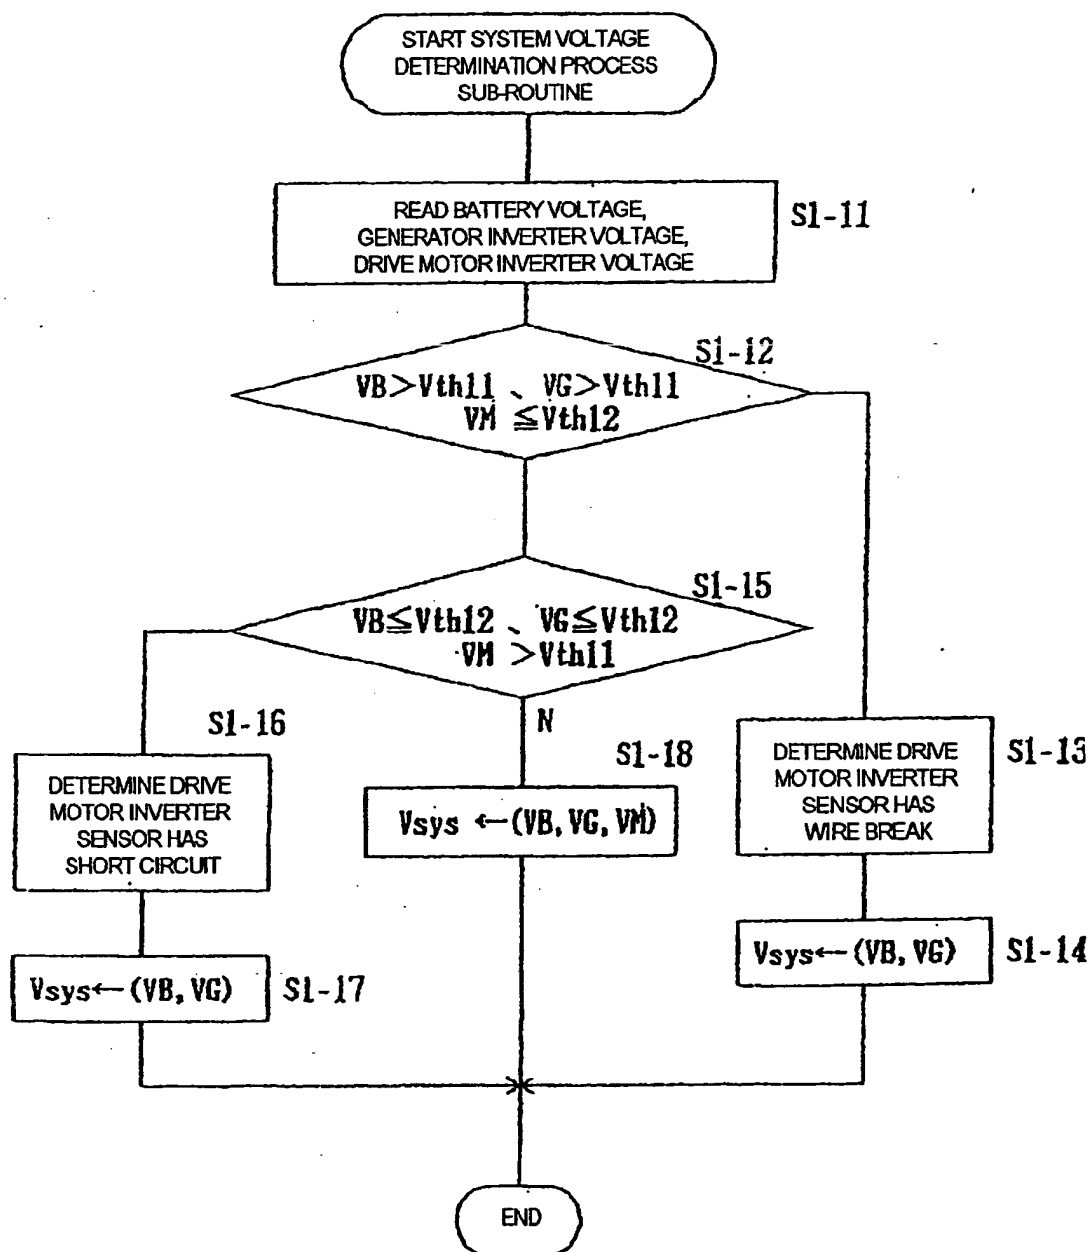 START SYSTEM VOLTAGE
DETERMINATION PROCESS
SUB-ROUTINE
READ BATTERY VOLTAGE,
GENERATOR INVERTER VOLTAGE,
DRIVE MOTOR INVERTER VOLTAGE
S1-11
S1-12
VB>Vth11 、 VG>Vth11
VM ≦Vth12
S1-15
VB≦Vth12 、 VG≦Vth12
VM >Vth11
N
S1-16
DETERMINE DRIVE
MOTOR INVERTER
SENSOR HAS
SHORT CIRCUIT
S1-18
Vsys ←(VB, VG, VM)
S1-13
DETERMINE DRIVE
MOTOR INVERTER
SENSOR HAS
WIRE BREAK
Vsys←(VB, VG)
S1-14
Vsys←(VB, VG)
S1-17
END